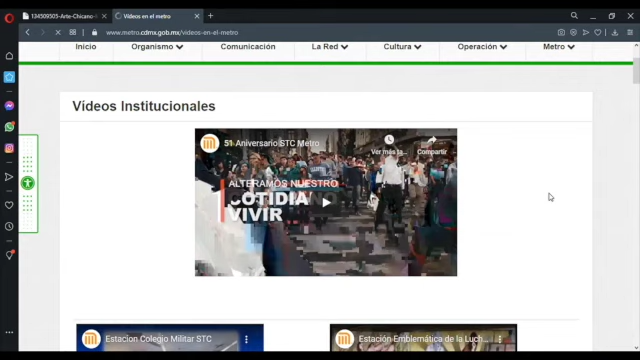 134509505-Arte-Chicano-
Videos en el metro
www.metro.cdmx.gob.mx/videos-en-el-metro
Inicio
Organismo
Comunicación
La Red
Cultura
Operación
Metro
Videos Institucionales
51 Aniversario STC Metro
Ver más ta...
Compartir
ALTERAMOS NUESTRO
COTIDIA
VIVIR
Estacion Colegio Militar STC
Estación Emblemática de la Luch...